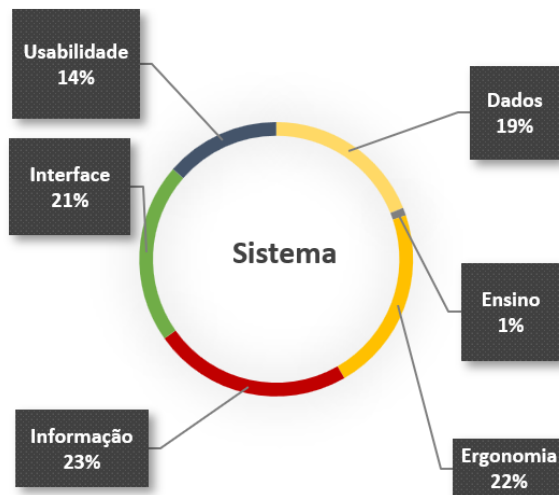 Usabilidade
14%
Dados
19%
Interface
21%
Sistema
Ensino
1%
Informação
23%
Ergonomia
22%